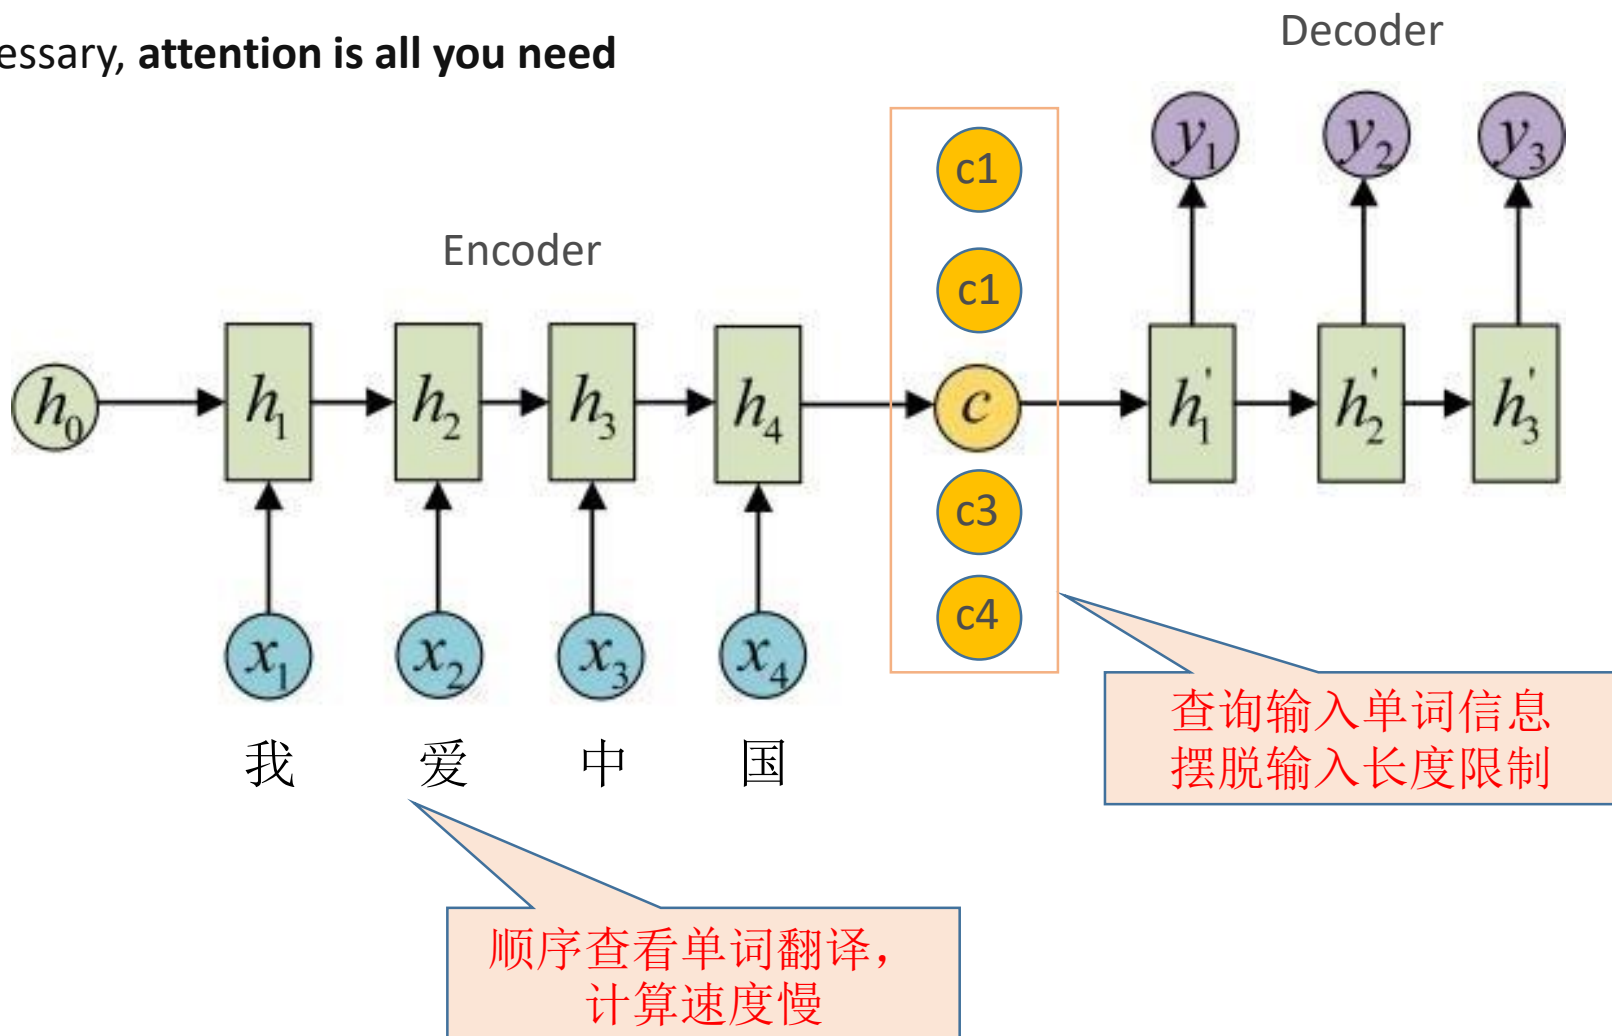 essary, attention is all you need
Decoder
y1 y2 y3
c1
Encoder
c1
h0 h1 h2 h3 h4 c h'1 h'2 h'3
c3
c4
x1 x2 x3 x4
我 爱 中 国
查询输入单词信息
摆脱输入长度限制
顺序查看单词翻译，
计算速度慢